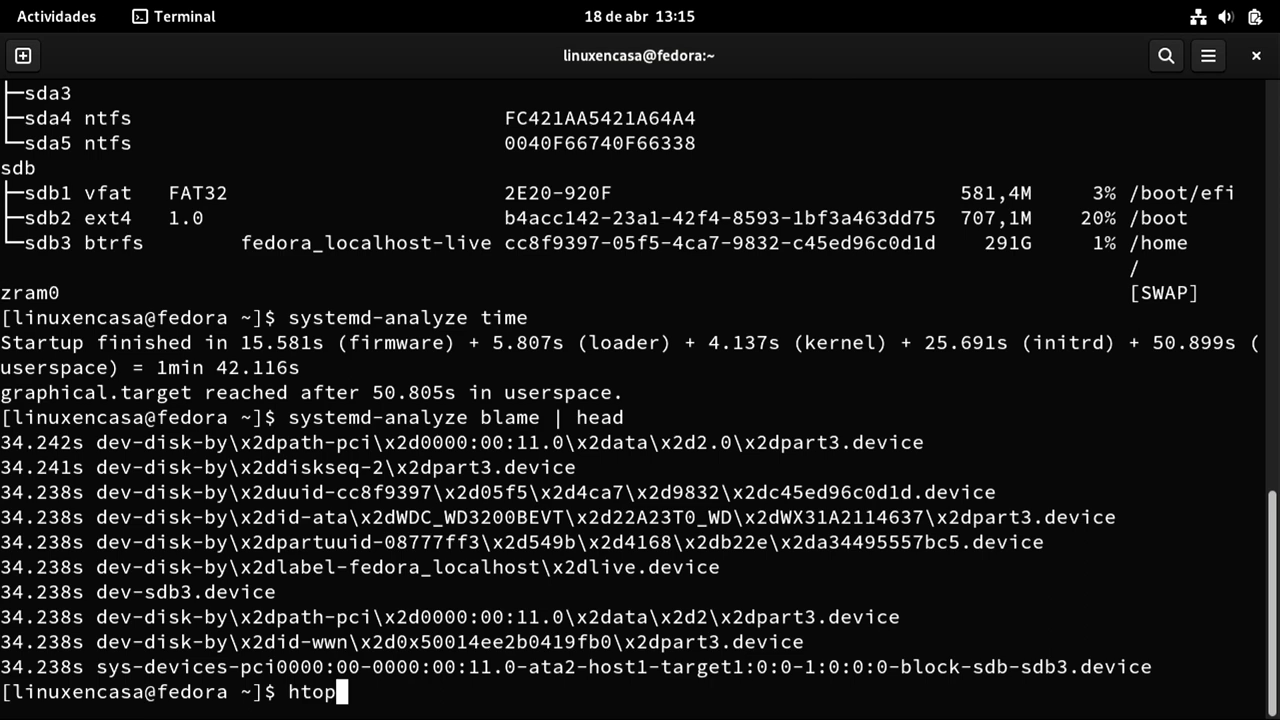 Actividades Terminal 18 de abr 13:15
linuxencasa@fedora:~
├─sda3
├─sda4 ntfs FC421AA5421A64A4
└─sda5 ntfs 0040F66740F66338
sdb
├─sdb1 vfat FAT32 2E20-920F 581,4M 3% /boot/efi
├─sdb2 ext4 1.0 b4acc142-23a1-42f4-8593-1bf3a463dd75 707,1M 20% /boot
└─sdb3 btrfs fedora_localhost-live cc8f9397-05f5-4ca7-9832-c45ed96c0d1d 291G 1% /home
/
zram0 [SWAP]
[linuxencasa@fedora ~]$ systemd-analyze time
Startup finished in 15.581s (firmware) + 5.807s (loader) + 4.137s (kernel) + 25.691s (initrd) + 50.899s (
userspace) = 1min 42.116s
graphical.target reached after 50.805s in userspace.
[linuxencasa@fedora ~]$ systemd-analyze blame | head
34.242s dev-disk-by\x2dpath-pci\x2d0000:00:11.0\x2data\x2d2.0\x2dpart3.device
34.241s dev-disk-by\x2ddiskseq-2\x2dpart3.device
34.238s dev-disk-by\x2duuid-cc8f9397\x2d05f5\x2d4ca7\x2d9832\x2dc45ed96c0d1d.device
34.238s dev-disk-by\x2did-ata\x2dWDC_WD3200BEVT\x2d22A23T0_WD\x2dWX31A2114637\x2dpart3.device
34.238s dev-disk-by\x2dpartuuid-08777ff3\x2d549b\x2d4168\x2db22e\x2da34495557bc5.device
34.238s dev-disk-by\x2dlabel-fedora_localhost\x2dlive.device
34.238s dev-sdb3.device
34.238s dev-disk-by\x2dpath-pci\x2d0000:00:11.0\x2data\x2d2\x2dpart3.device
34.238s dev-disk-by\x2did-wwn\x2d0x50014ee2b0419fb0\x2dpart3.device
34.238s sys-devices-pci0000:00-0000:00:11.0-ata2-host1-target1:0:0-1:0:0:0-block-sdb-sdb3.device
[linuxencasa@fedora ~]$ htop